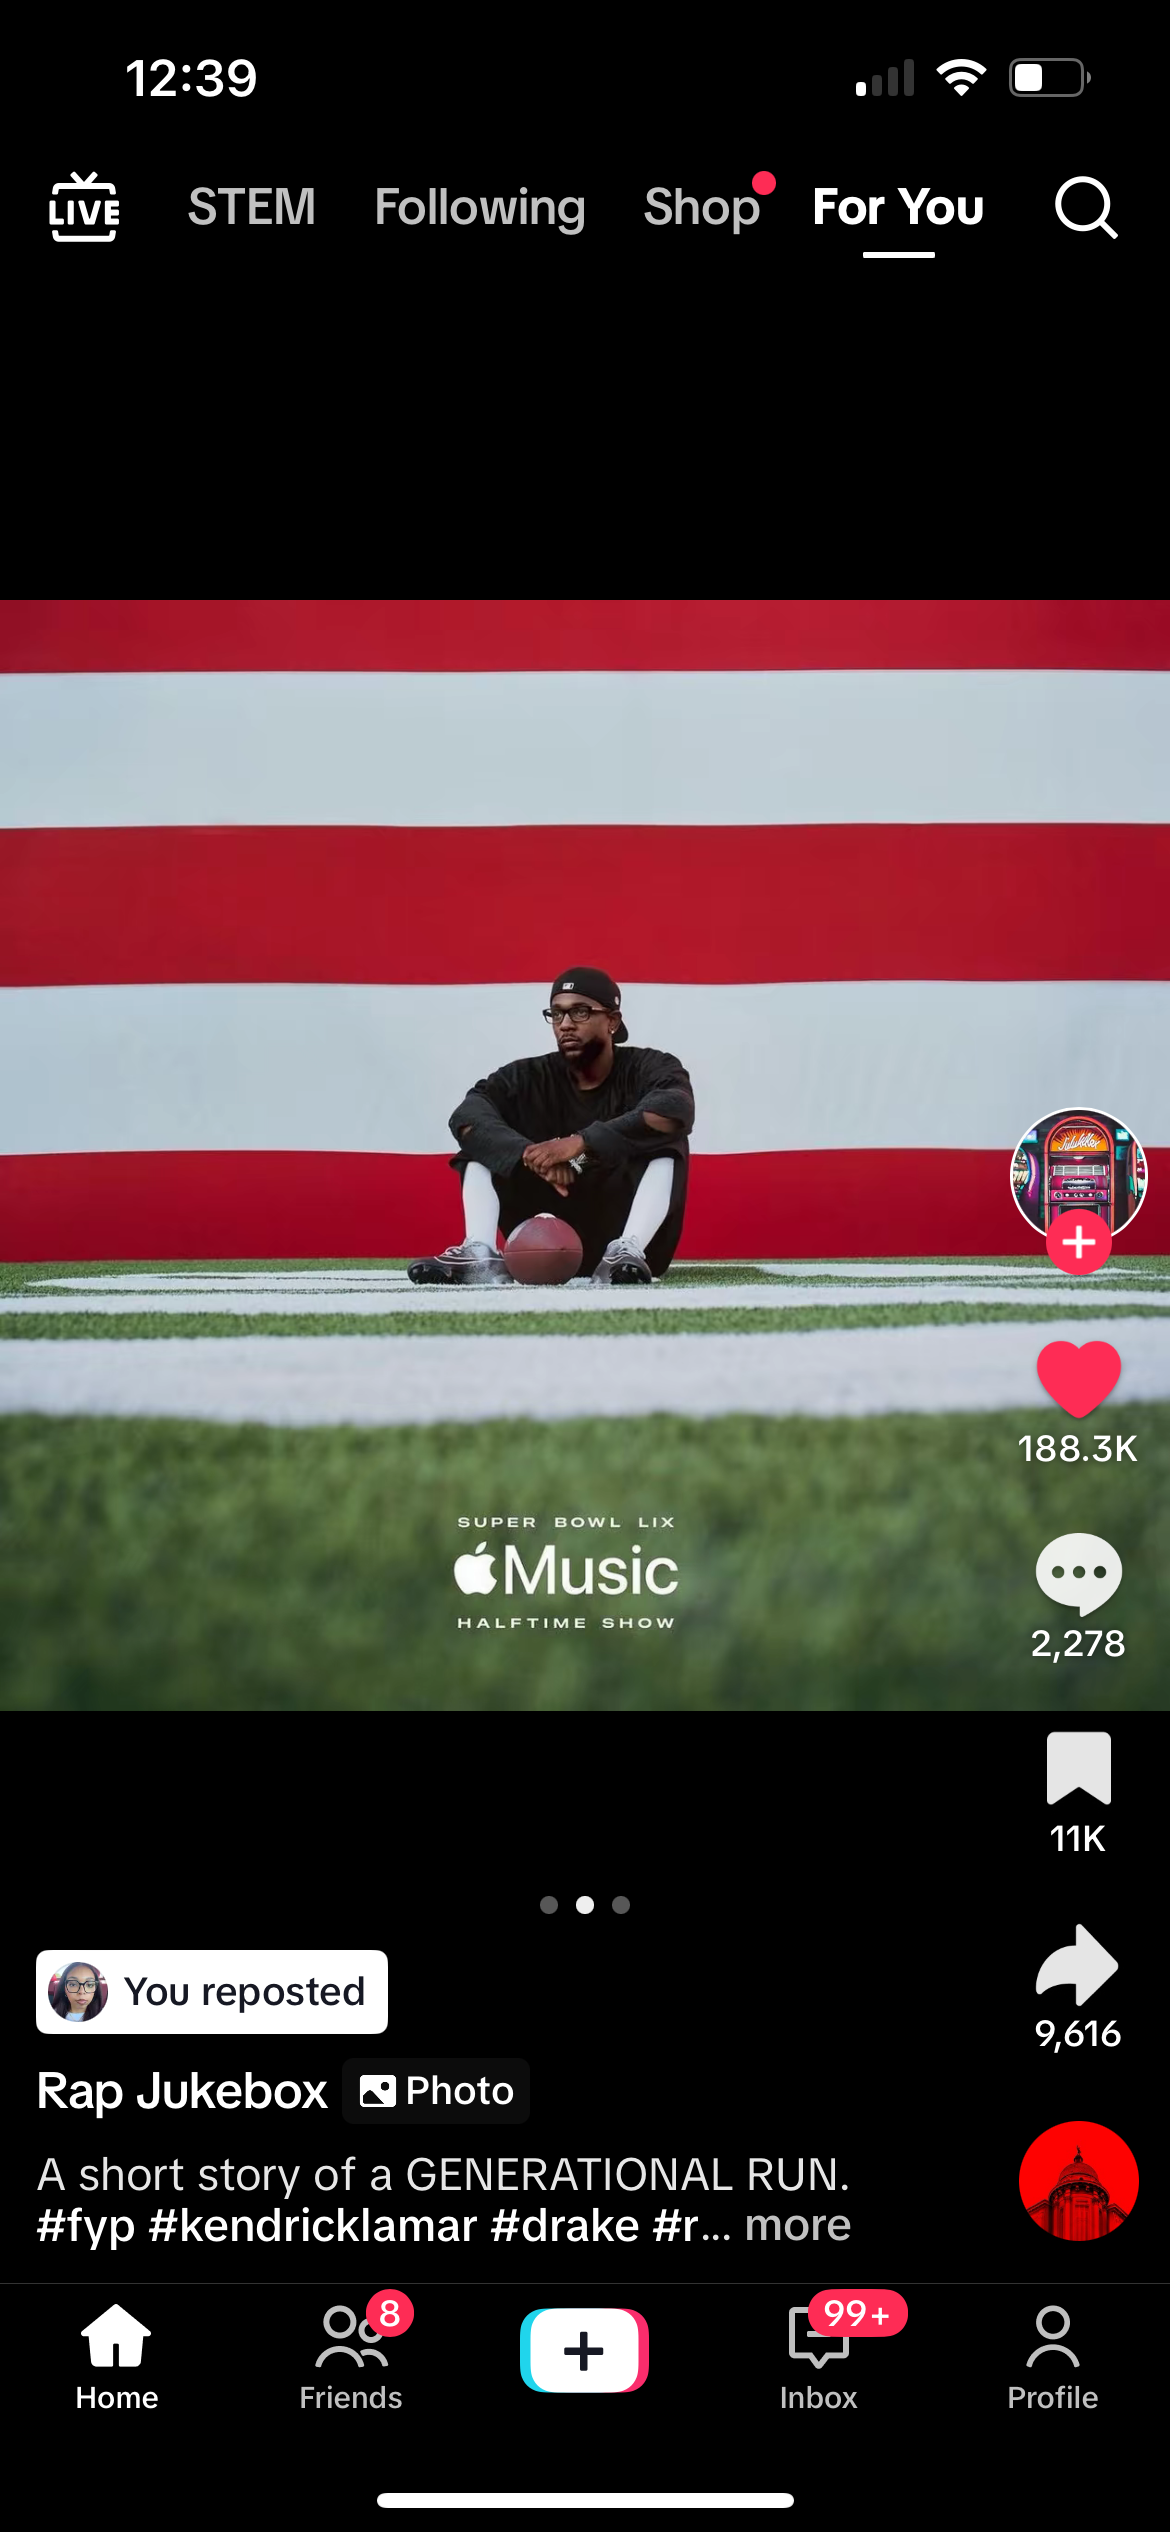 12:39
LIVE
STEM Following Shop For You
Jukebox
SUPER BOWL LIX
Music
HALFTIME SHOW
188.3K
2,278
11K
9,616
You reposted
Rap Jukebox Photo
A short story of a GENERATIONAL RUN.
#fyp #kendricklamar #drake #r... more
8
99+
Home Friends Inbox Profile